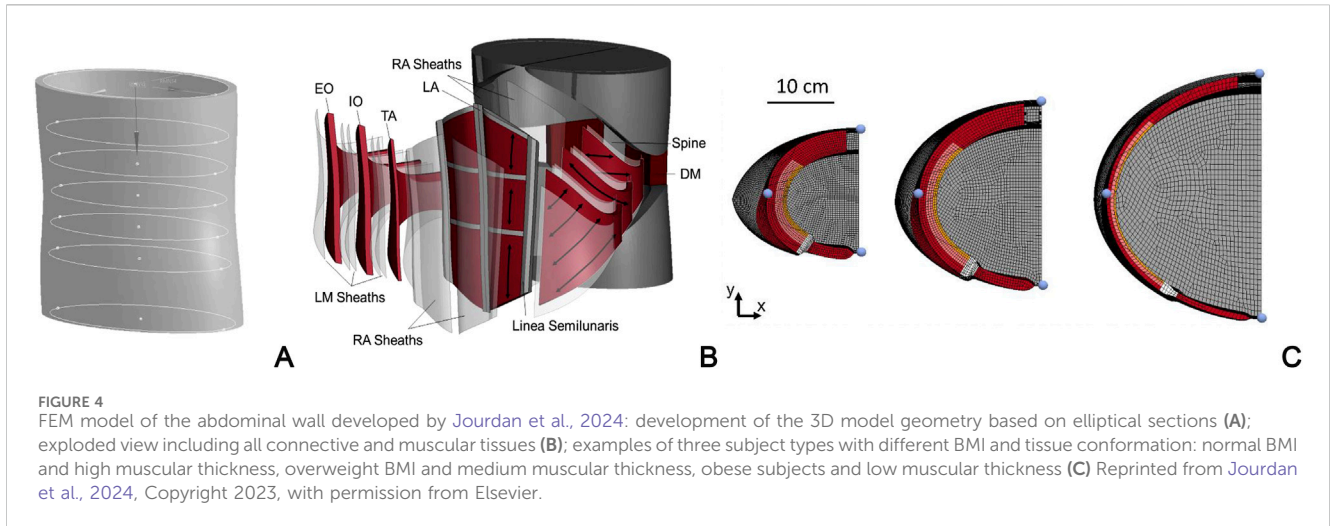 RA Sheaths
EO
LA
IO
TA
Spine
DM
LM Sheaths
Linea Semilunaris
RA Sheaths
A
B
10 cm
y
x
C
FIGURE 4
FEM model of the abdominal wall developed by Jourdan et al., 2024: development of the 3D model geometry based on elliptical sections (A);
exploded view including all connective and muscular tissues (B); examples of three subject types with different BMI and tissue conformation: normal BMI
and high muscular thickness, overweight BMI and medium muscular thickness, obese subjects and low muscular thickness (C) Reprinted from Jourdan
et al., 2024, Copyright 2023, with permission from Elsevier.